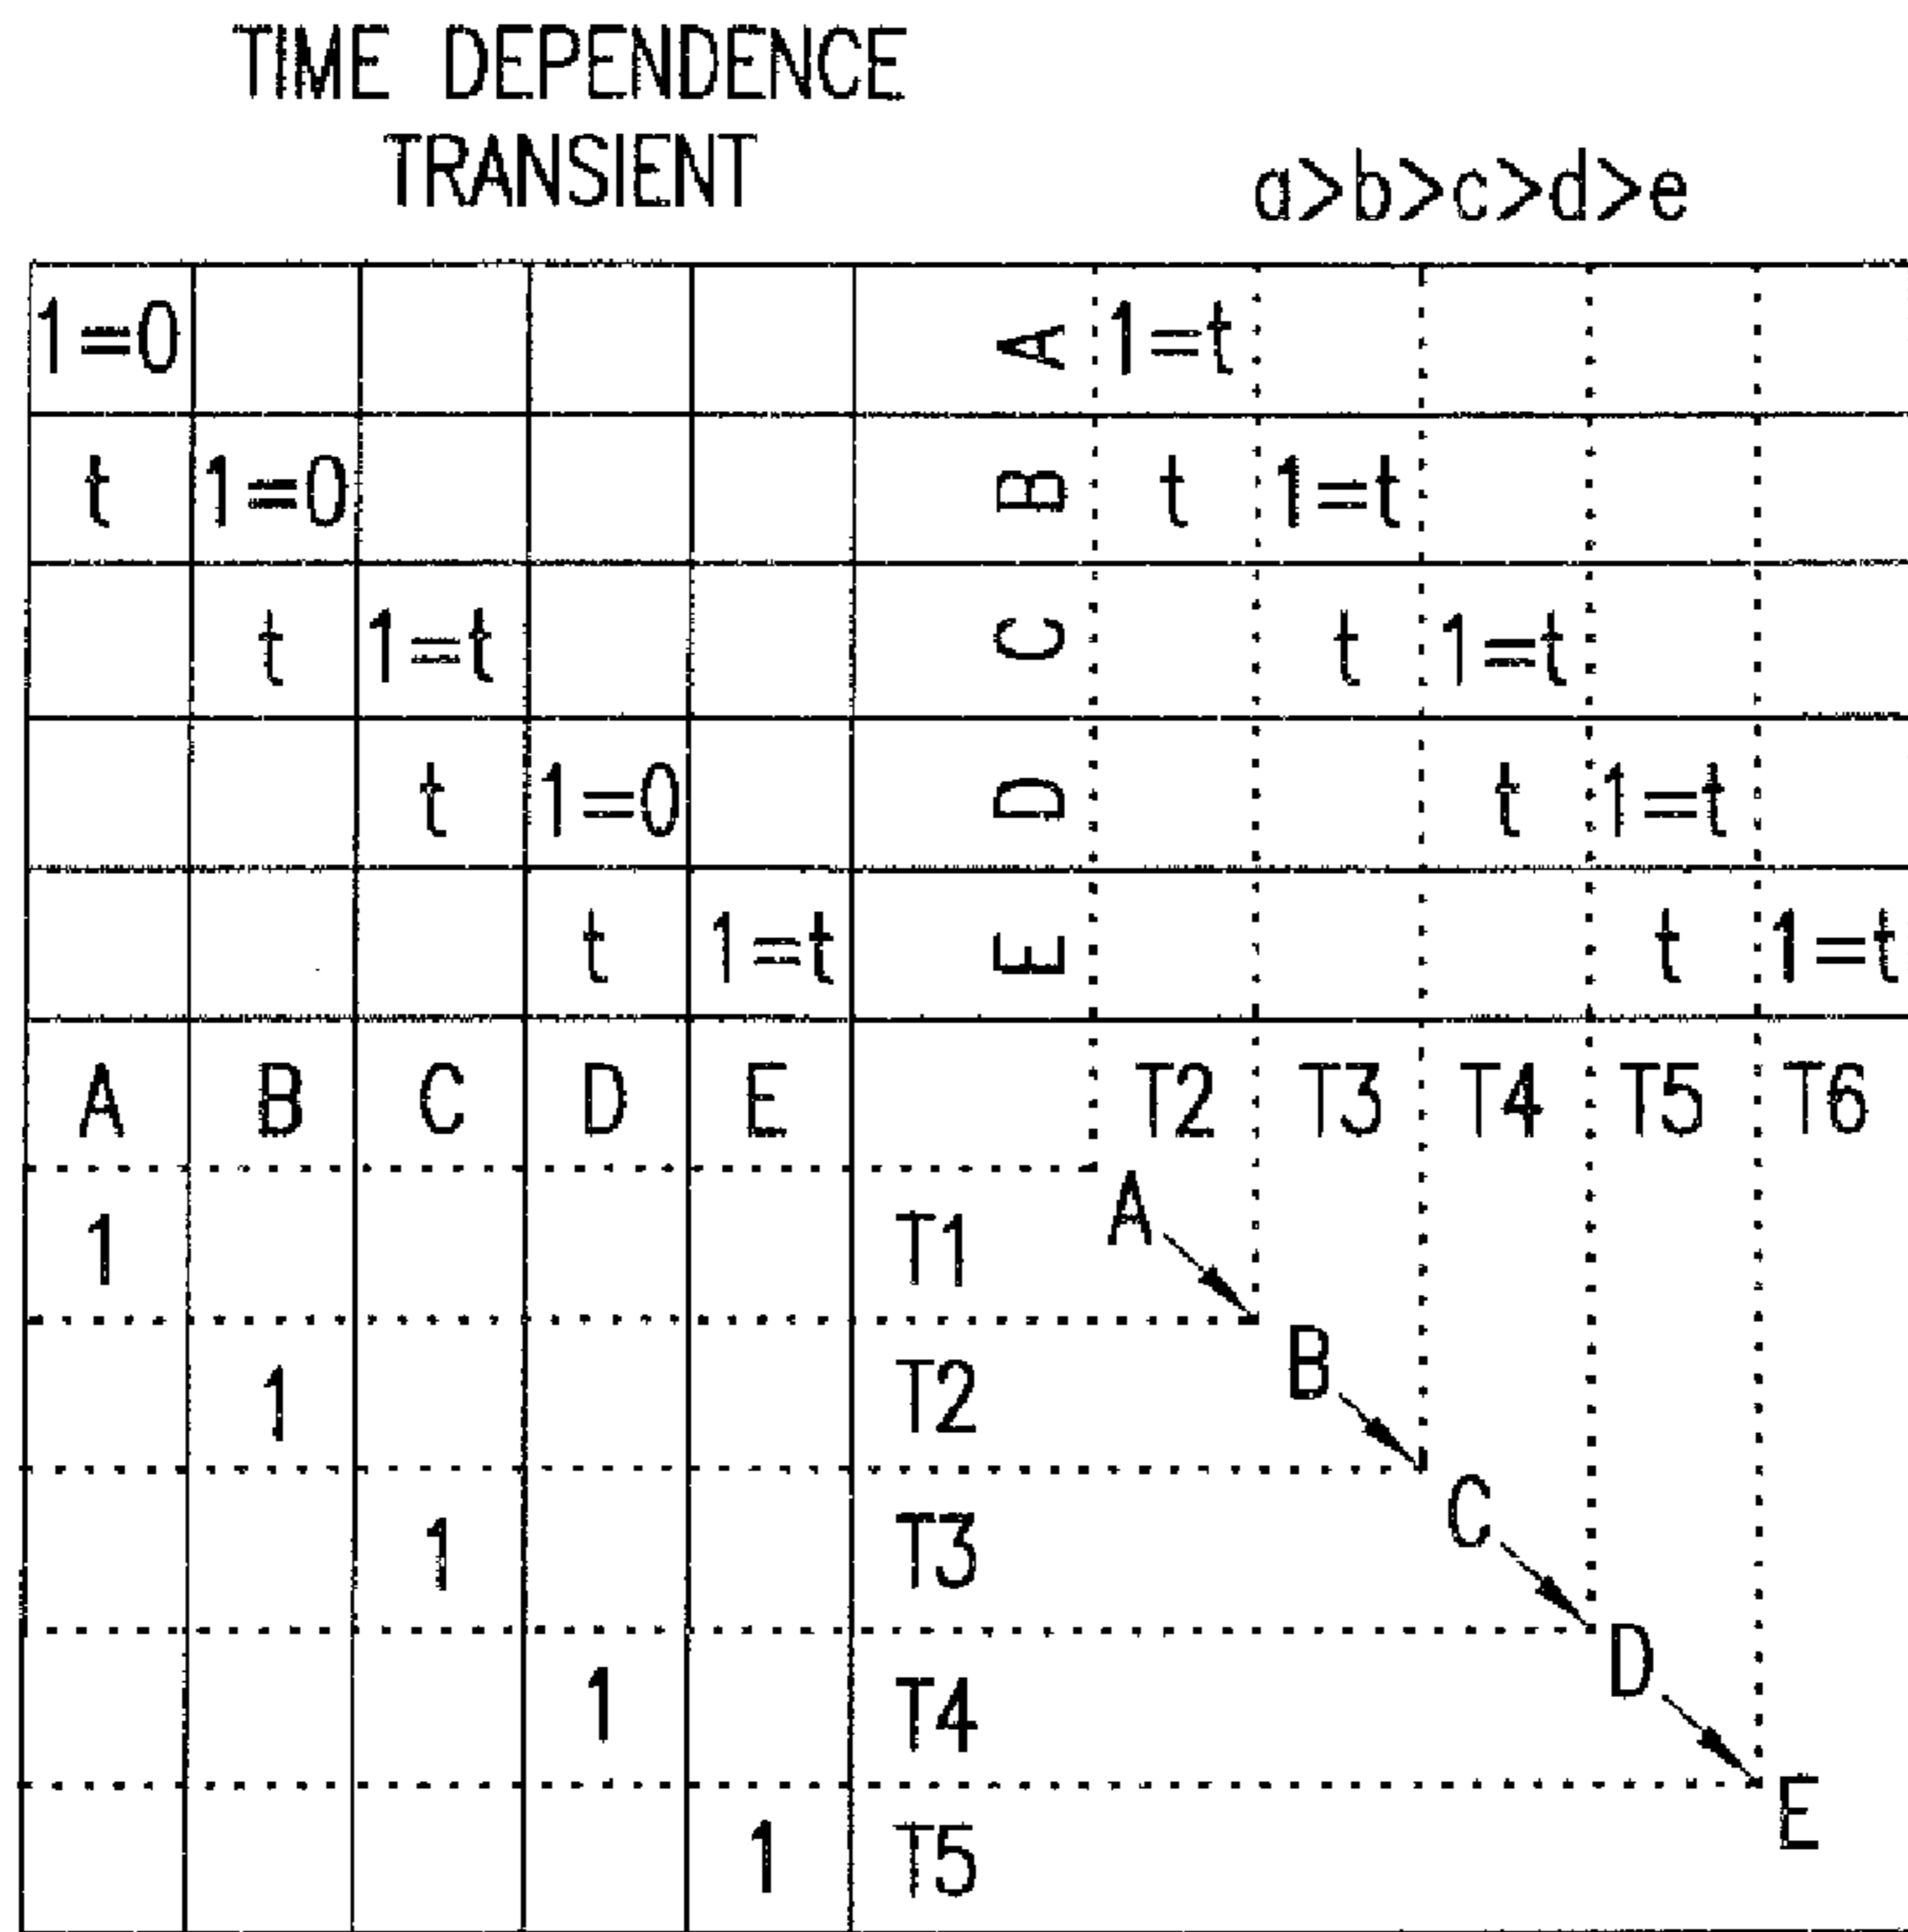 TIME DEPENDENCE
TRANSIENT
a>b>c>d>e
1=0 A 1=t
t 1=0 B t 1=t
t 1=t C t 1=t
t 1=0 D t 1=t
t 1=t E t 1=t
A B C D E T2 T3 T4 T5 T6
1 T1 A
1 T2 B
1 T3 C
1 T4 D
1 T5 E